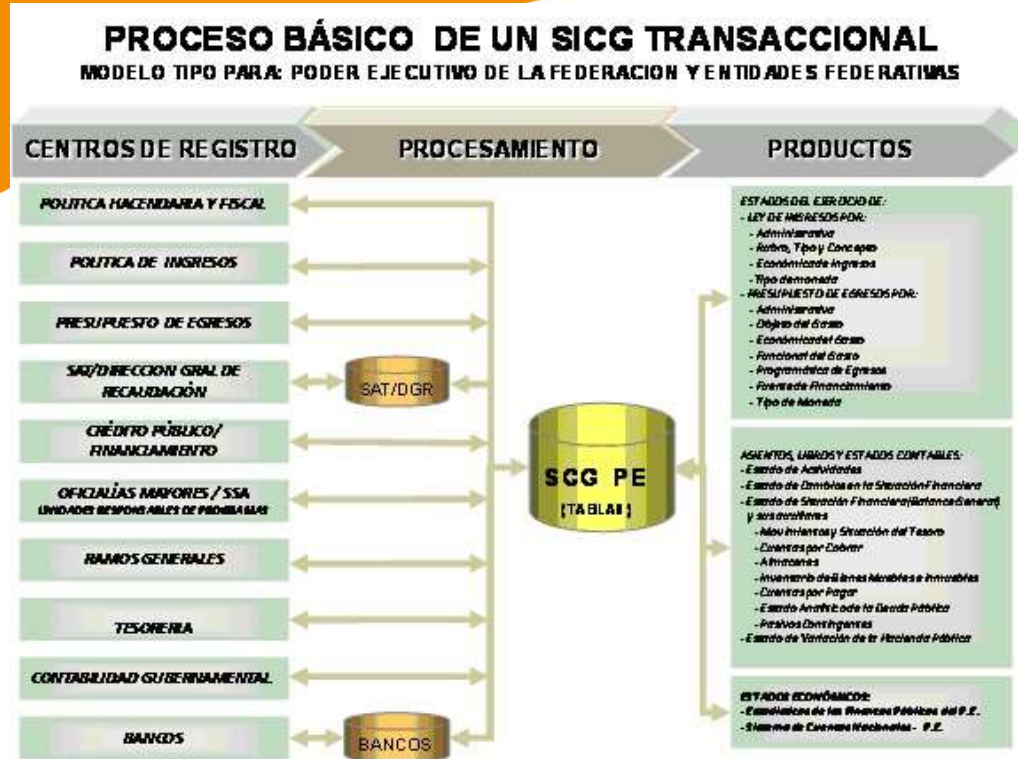 PROCESO BÁSICO DE UN SICG TRANSACCIONAL
MODELO TIPO PARA: PODER EJECUTIVO DE LA FEDERACION Y ENTIDADES FEDERATIVAS
CENTROS DE REGISTRO
PROCESAMIENTO
PRODUCTOS
POLITICA HACENDARIA Y FISCAL
POLITICA DE INGRESOS
PRESUPUESTO DE EGRESOS
SAT/DIRECCION GRAL DE
RECAUDACIÓN
CRÉDITO PÚBLICO/
FINANCIAMIENTO
OFICIALÍAS MAYORES / SSA
UNIDADES RESPONSABLES DE PROGRAMAS
RAMOS GENERALES
TESORERIA
CONTABILIDAD GUBERNAMENTAL
BANCOS
SAT/DGR
BANCOS
SCG PE
(TABLAS)
ESTADOS DEL EJERCICIO DE:
- LEY DE INGRESOS POR:
- Administrativa
- Rubro, Tipo y Concepto
- Económica de ingresos
- Tipo de moneda
- PRESUPUESTO DE EGRESOS POR:
- Administrativa
- Objeto del Gasto
- Económica del Gasto
- Funcional del Gasto
- Programática de Egresos
- Fuente de Financiamiento
- Tipo de Moneda
ASIENTOS, LIBROS Y ESTADOS CONTABLES:
- Estado de Actividades
- Estado de Cambios en la Situación Financiera
- Estado de Situación Financiera (Balance General)
y sus auxiliares
- Movimientos y Situación del Tesoro
- Cuentas por Cobrar
- Almacenes
- Inventario de Bienes Muebles e Inmuebles
- Cuentas por Pagar
- Estado Analítico de la Deuda Pública
- Pasivos Contingentes
- Estado de Variación de la Hacienda Pública
ESTADOS ECONÓMICOS:
- Estadísticas de las Finanzas Públicas del P.E.
- Sistema de Cuentas Nacionales - P.E.